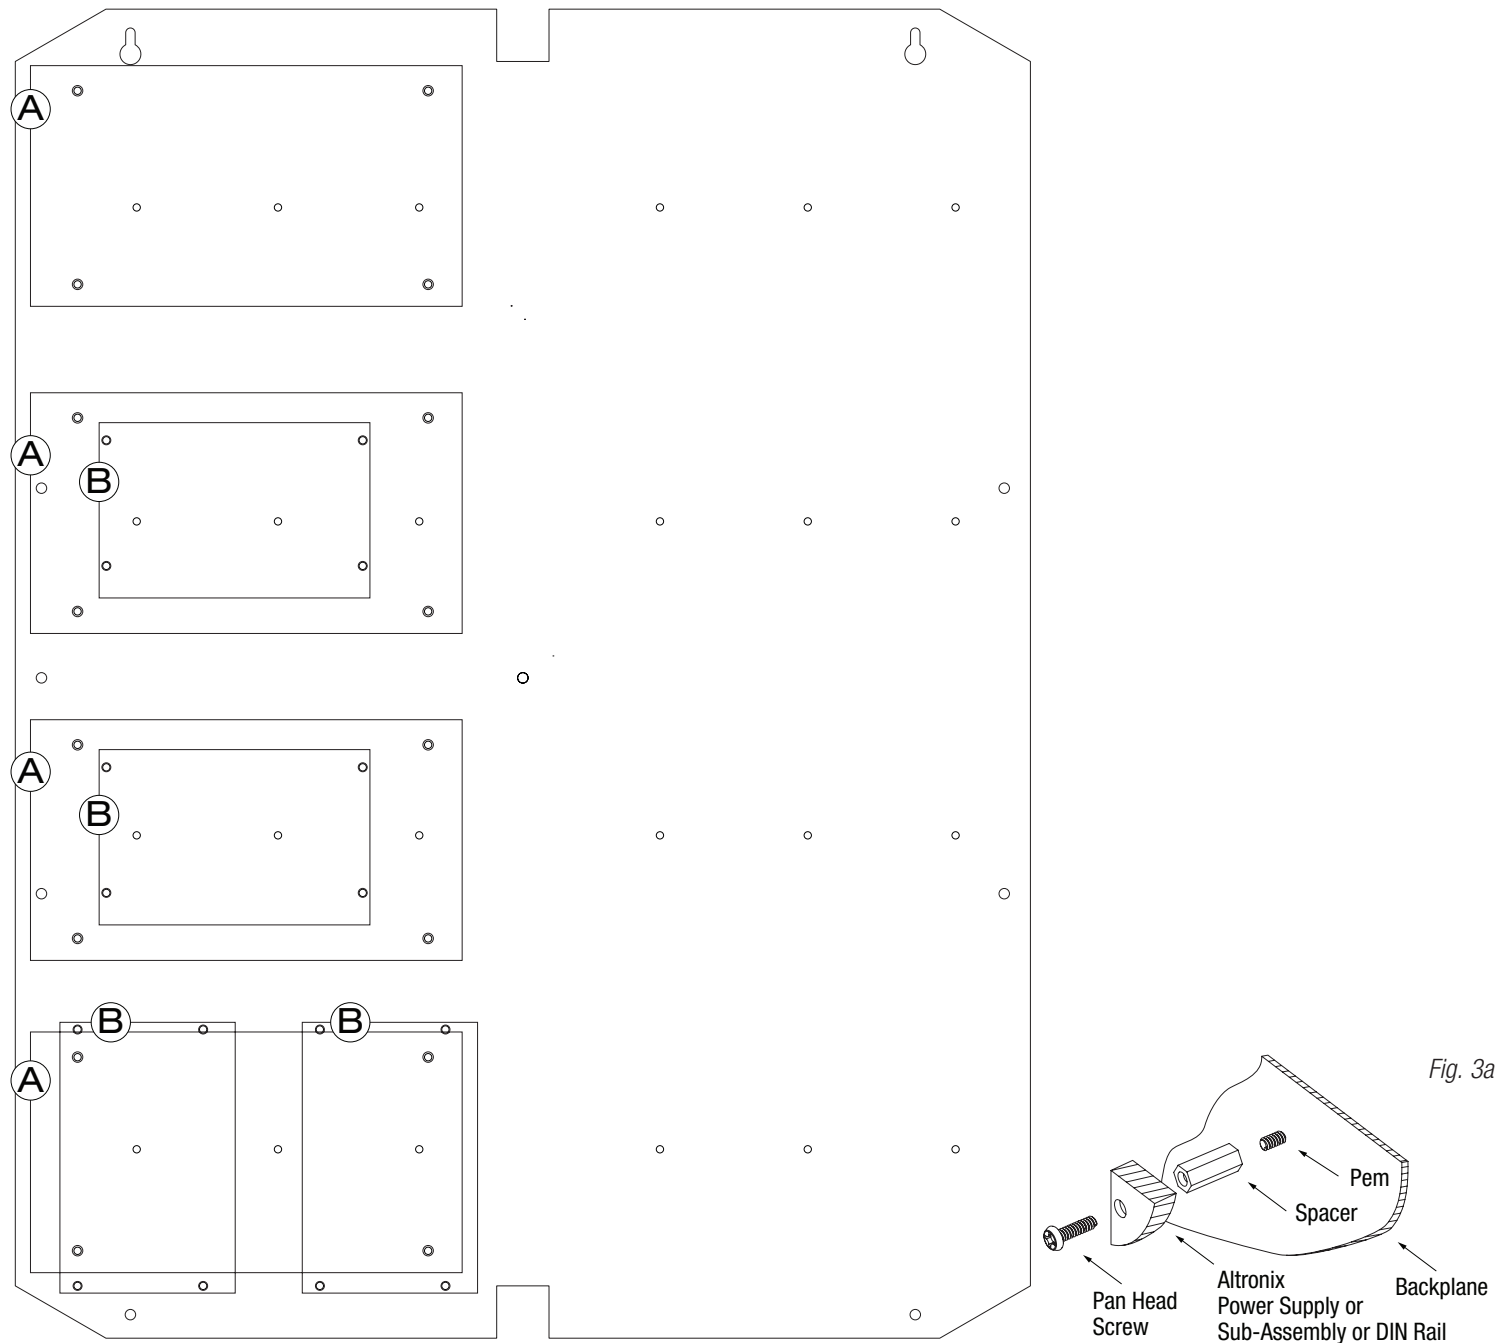 A
A
B
A
B
B
B
A
Fig. 3a
Pem
Spacer
Backplane
Altronix
Power Supply or
Sub-Assembly or DIN Rail
Pan Head
Screw